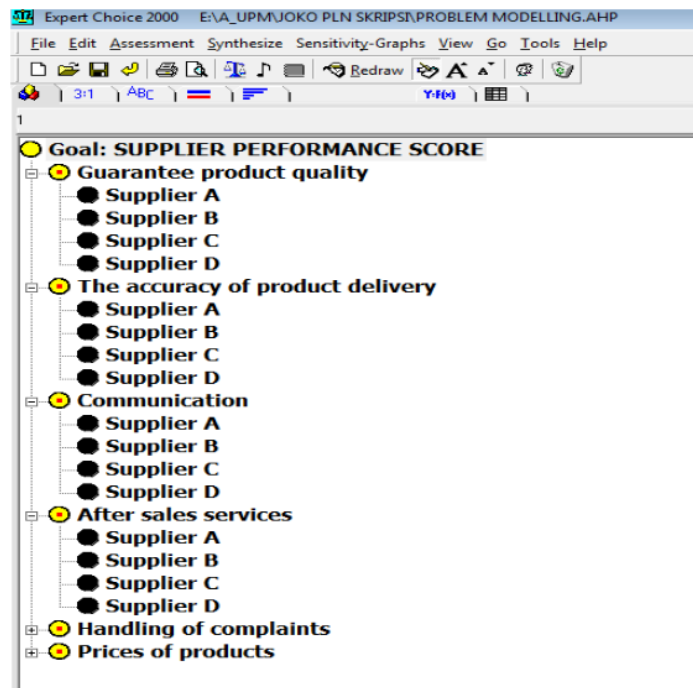 Expert Choice 2000 E:\A_UPM\JOKO PLN SKRIPSI\PROBLEM MODELLING.AHP
File Edit Assessment Synthesize Sensitivity-Graphs View Go Tools Help
Redraw A A
3:1 ABC Y:F(x)
1
Goal: SUPPLIER PERFORMANCE SCORE
Guarantee product quality
Supplier A
Supplier B
Supplier C
Supplier D
The accuracy of product delivery
Supplier A
Supplier B
Supplier C
Supplier D
Communication
Supplier A
Supplier B
Supplier C
Supplier D
After sales services
Supplier A
Supplier B
Supplier C
Supplier D
Handling of complaints
Prices of products